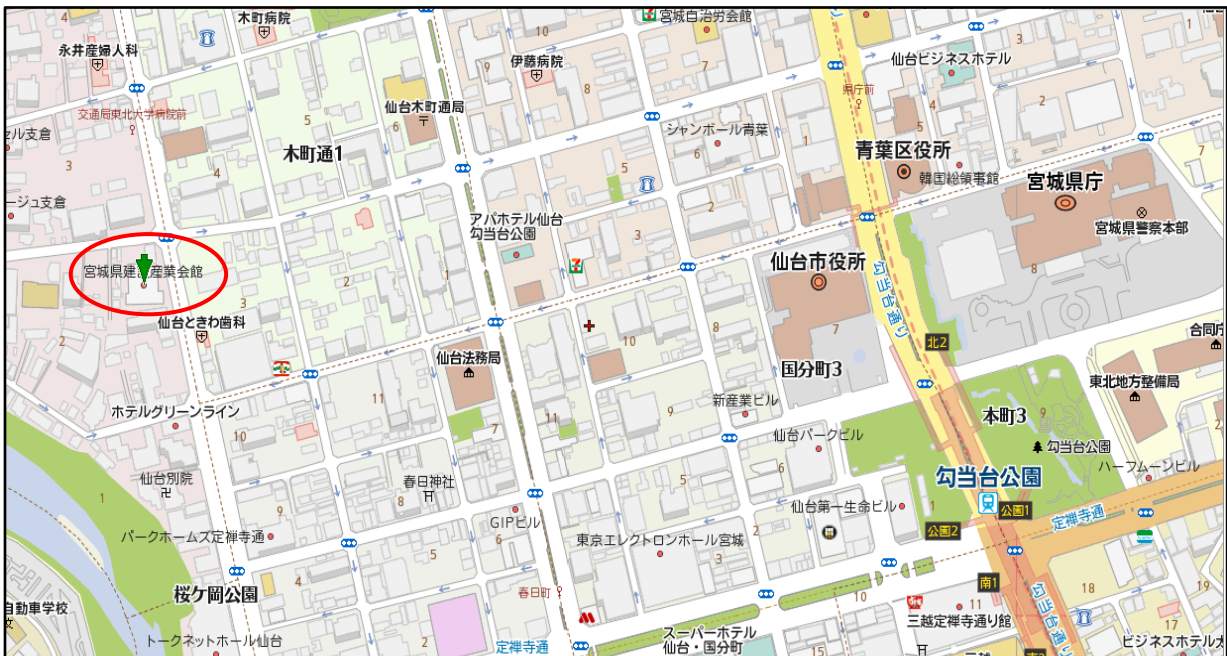 木町病院
宮城自治労会館
永井産婦人科
伊藤病院
仙台ビジネスホテル
県庁前
交通局東北大学病院前
仙台木町通局
シャンボール青葉
セル支倉
木町通1
青葉区役所
韓国総領事館
宮城県庁
ージュ支倉
アパホテル仙台
勾当台公園
宮城県警察本部
宮城県建 産業会館
仙台市役所
勾当台通り
仙台ときわ歯科
北2
合同庁
仙台法務局
国分町3
東北地方整備局
新産業ビル
本町3
ホテルグリーンライン
仙台パークビル
勾当台公園
ハーフムーンビル
仙台別院
春日神社
勾当台公園
仙台第一生命ビル
公園1
GIPビル
公園2
定禅寺通
パークホームズ定禅寺通
東京エレクトロンホール宮城
南1
桜ケ岡公園
春日町
勾当台通り
自動車学校
三越定禅寺通り館
トークネットホール仙台
定禅寺通
スーパーホテル
仙台・国分町
ビジネスホテル